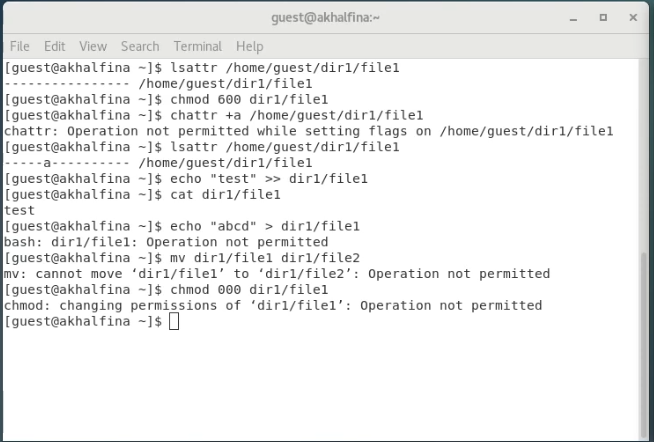 guest@akhalfina:~
File Edit View Search Terminal Help
[guest@akhalfina ~]$ lsattr /home/guest/dir1/file1
---------------- /home/guest/dir1/file1
[guest@akhalfina ~]$ chmod 600 dir1/file1
[guest@akhalfina ~]$ chattr +a /home/guest/dir1/file1
chattr: Operation not permitted while setting flags on /home/guest/dir1/file1
[guest@akhalfina ~]$ lsattr /home/guest/dir1/file1
-----a---------- /home/guest/dir1/file1
[guest@akhalfina ~]$ echo "test" >> dir1/file1
[guest@akhalfina ~]$ cat dir1/file1
test
[guest@akhalfina ~]$ echo "abcd" > dir1/file1
bash: dir1/file1: Operation not permitted
[guest@akhalfina ~]$ mv dir1/file1 dir1/file2
mv: cannot move ‘dir1/file1’ to ‘dir1/file2’: Operation not permitted
[guest@akhalfina ~]$ chmod 000 dir1/file1
chmod: changing permissions of ‘dir1/file1’: Operation not permitted
[guest@akhalfina ~]$